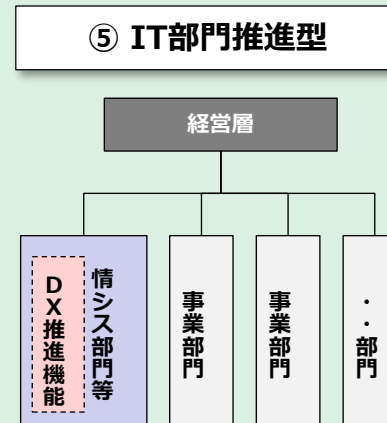 ⑤ IT部門推進型
経営層
情シス部門等
DX推進機能
事業部門
事業部門
・・部門